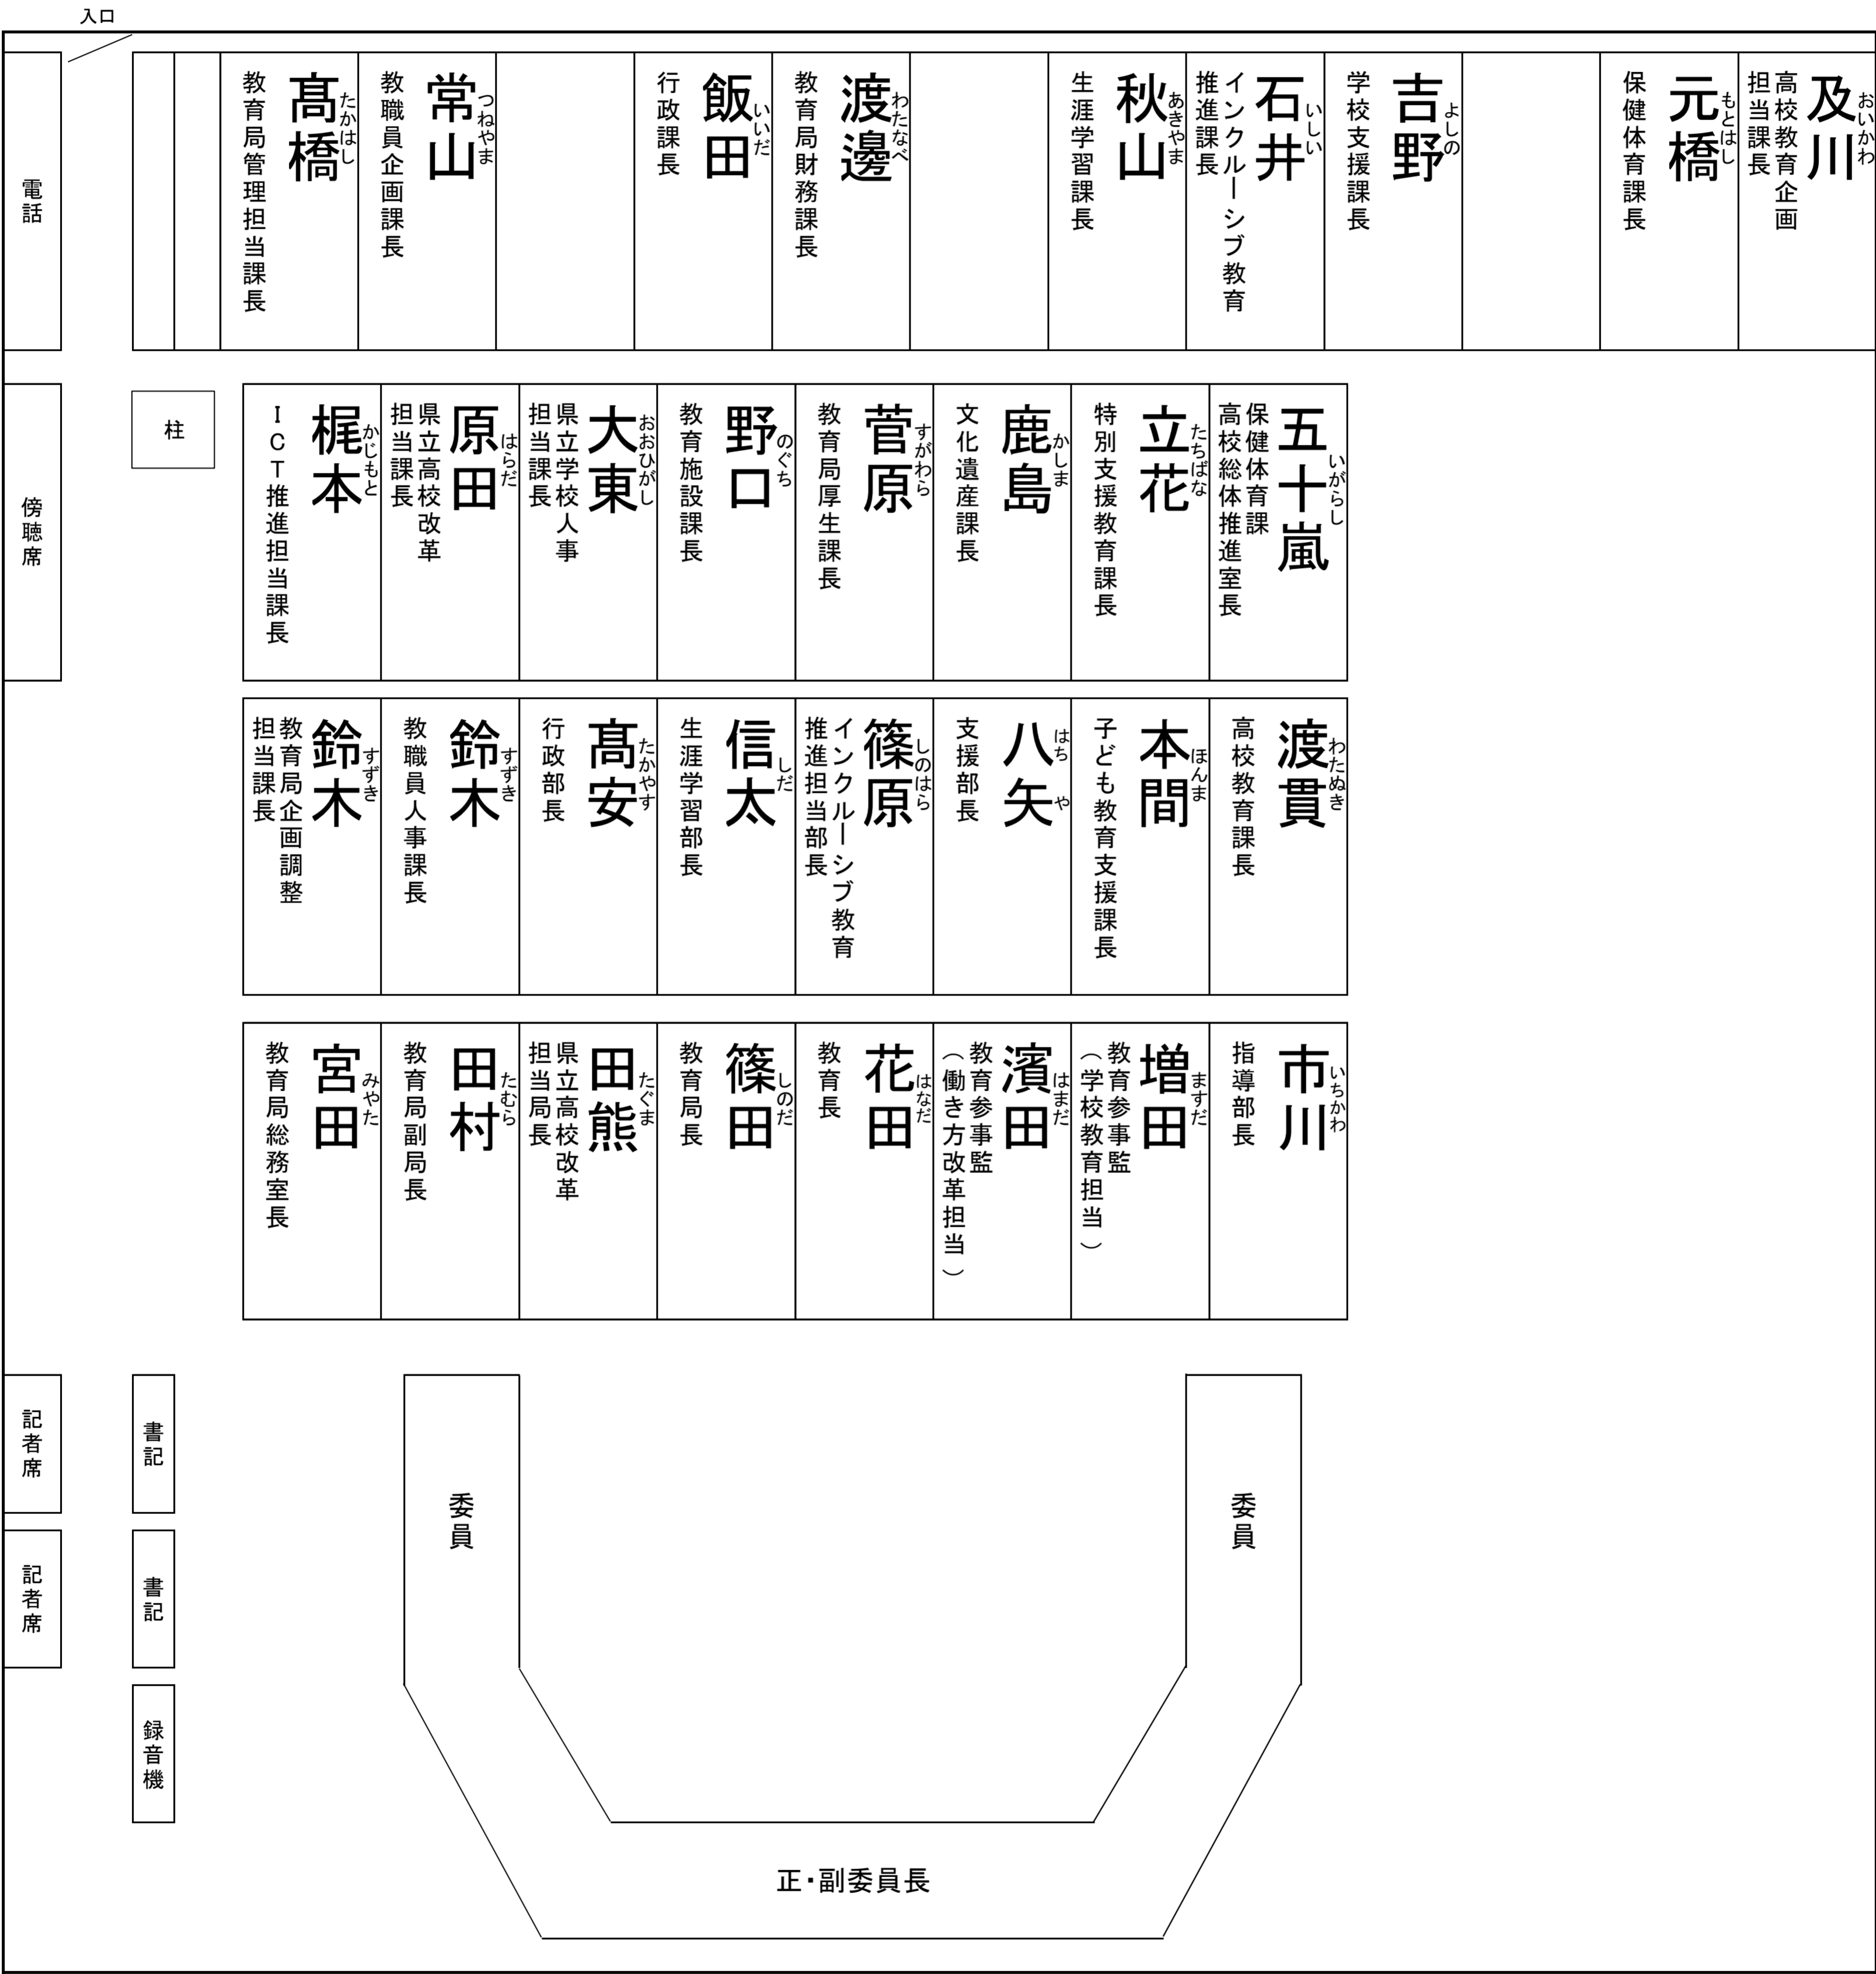 入口
電話
髙橋
たかはし
教育局管理担当課長
常山
つねやま
教職員企画課長
飯田
いいだ
行政課長
渡邊
わたなべ
教育局財務課長
秋山
あきやま
生涯学習課長
石井
いしい
インクルーシブ教育
推進課長
吉野
よしの
学校支援課長
元橋
もとはし
保健体育課長
及川
おいかわ
高校教育企画
担当課長
傍聴席
柱
梶本
かじもと
ICT推進担当課長
原田
はらだ
県立高校改革
担当課長
大東
おおひがし
県立学校人事
担当課長
野口
のぐち
教育施設課長
菅原
すがわら
教育局厚生課長
鹿島
かしま
文化遺産課長
立花
たちばな
特別支援教育課長
五十嵐
いがらし
保健体育課
高校総体推進室長
鈴木
すずき
教育局企画調整
担当課長
鈴木
すずき
教職員人事課長
髙安
たかやす
行政部長
信太
しだ
生涯学習部長
篠原
しのはら
インクルーシブ教育
推進担当部長
八矢
はち や
支援部長
本間
ほんま
子ども教育支援課長
渡貫
わたぬき
高校教育課長
宮田
みやた
教育局総務室長
田村
たむら
教育局副局長
田熊
たぐま
県立高校改革
担当局長
篠田
しのだ
教育局長
花田
はなだ
教育長
濱田
はまだ
教育参事監
（働き方改革担当）
増田
ますだ
教育参事監
（学校教育担当）
市川
いちかわ
指導部長
記者席
書記
委員
委員
記者席
書記
録音機
正・副委員長